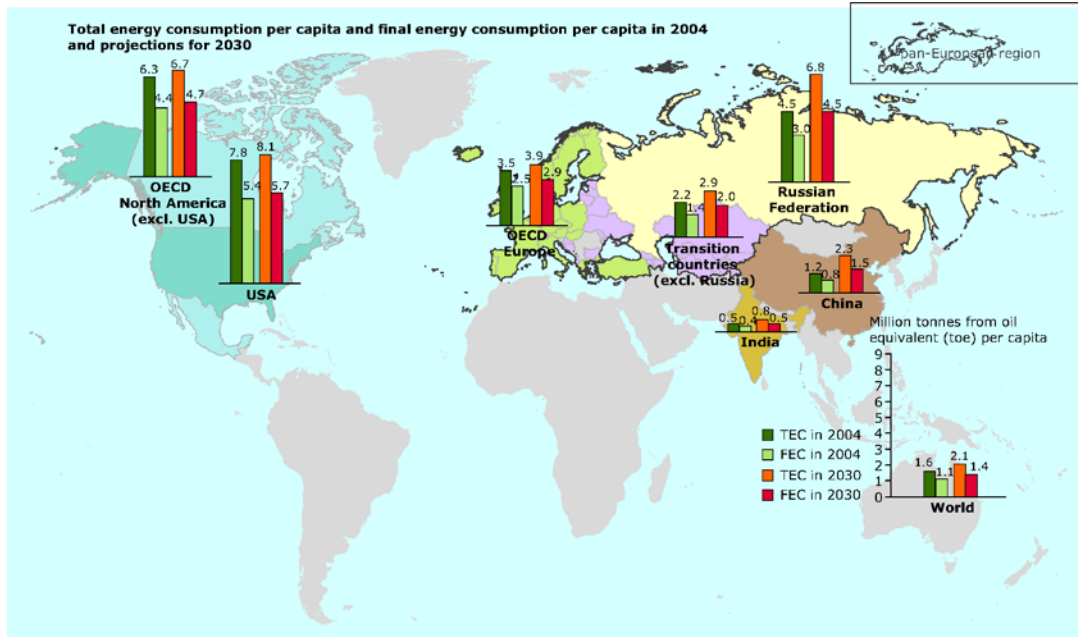 Total energy consumption per capita and final energy consumption per capita in 2004
and projections for 2030
pan-European-region
6.3
4.4
6.7
4.7
OECD
North America
(excl. USA)
7.8
5.4
8.1
5.7
USA
3.5
2.5
3.9
2.9
OECD
Europe
2.2
1.4
2.9
2.0
Transition
countries
(excl. Russia)
4.5
3.0
6.8
4.5
Russian
Federation
1.2
0.8
2.3
1.5
China
0.5
0.4
0.8
0.5
India
Million tonnes from oil
equivalent (toe) per capita
9
8
7
6
5
4
3
2
1
0
TEC in 2004
FEC in 2004
TEC in 2030
FEC in 2030
1.6
1.1
2.1
1.4
World